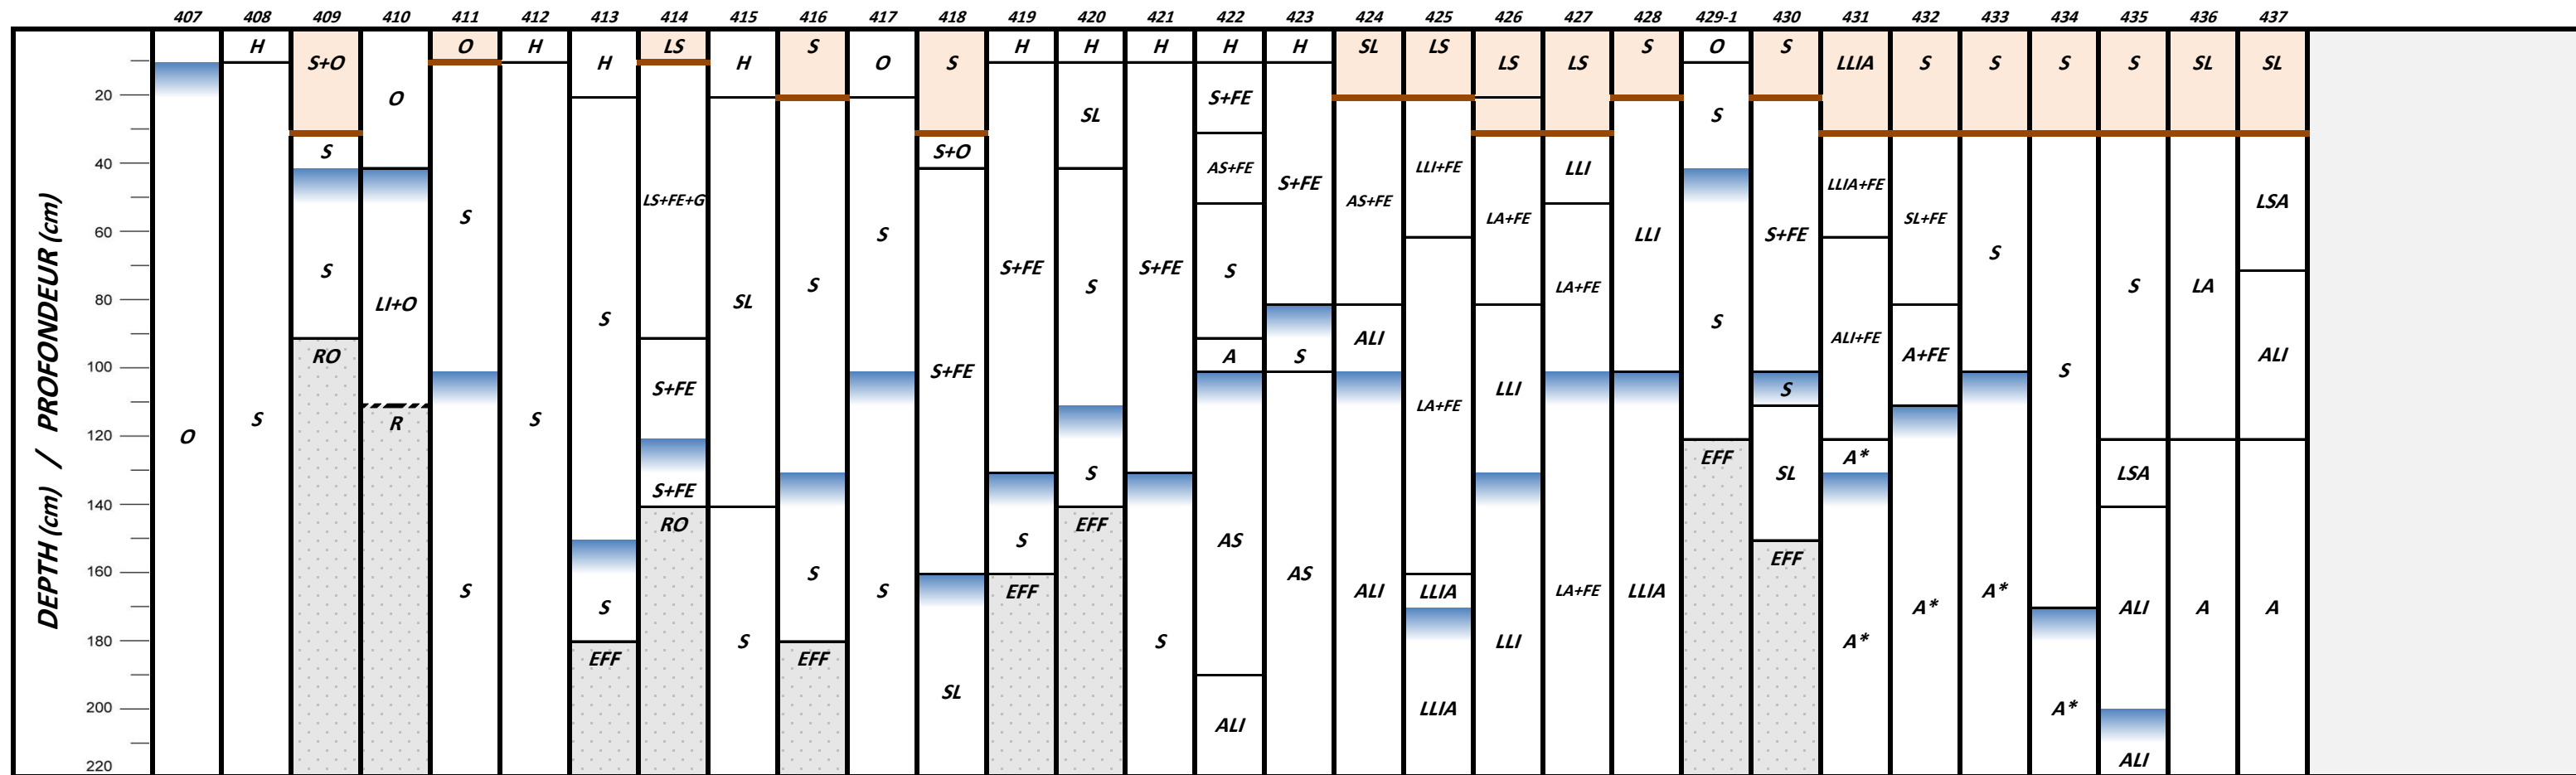 407 408 409 410 411 412 413 414 415 416 417 418 419 420 421 422 423 424 425 426 427 428 429-1 430 431 432 433 434 435 436 437
DEPTH (cm) / PROFONDEUR (cm)
20
40
60
80
100
120
140
160
180
200
220
O
H
S
S+O
S
S
RO
O
LI+O
R
O
S
S
H
S
H
S
S
EFF
LS
LS+FE+G
S+FE
S+FE
RO
H
SL
S
S
S
S
EFF
O
S
S
S
S+O
S+FE
SL
H
S+FE
S
EFF
H
SL
S
S
EFF
H
S+FE
S
H
S+FE
AS+FE
S
A
AS
ALI
H
S+FE
S
AS
SL
AS+FE
ALI
ALI
LS
LLI+FE
LA+FE
LLIA
LLIA
LS
LA+FE
LLI
LLI
LS
LLI
LA+FE
LA+FE
S
LLI
LLIA
O
S
S
EFF
S
S+FE
S
SL
EFF
LLIA
LLIA+FE
ALI+FE
A*
A*
S
SL+FE
A+FE
A*
S
S
A*
S
S
A*
S
S
LSA
ALI
ALI
SL
LA
A
SL
LSA
ALI
A